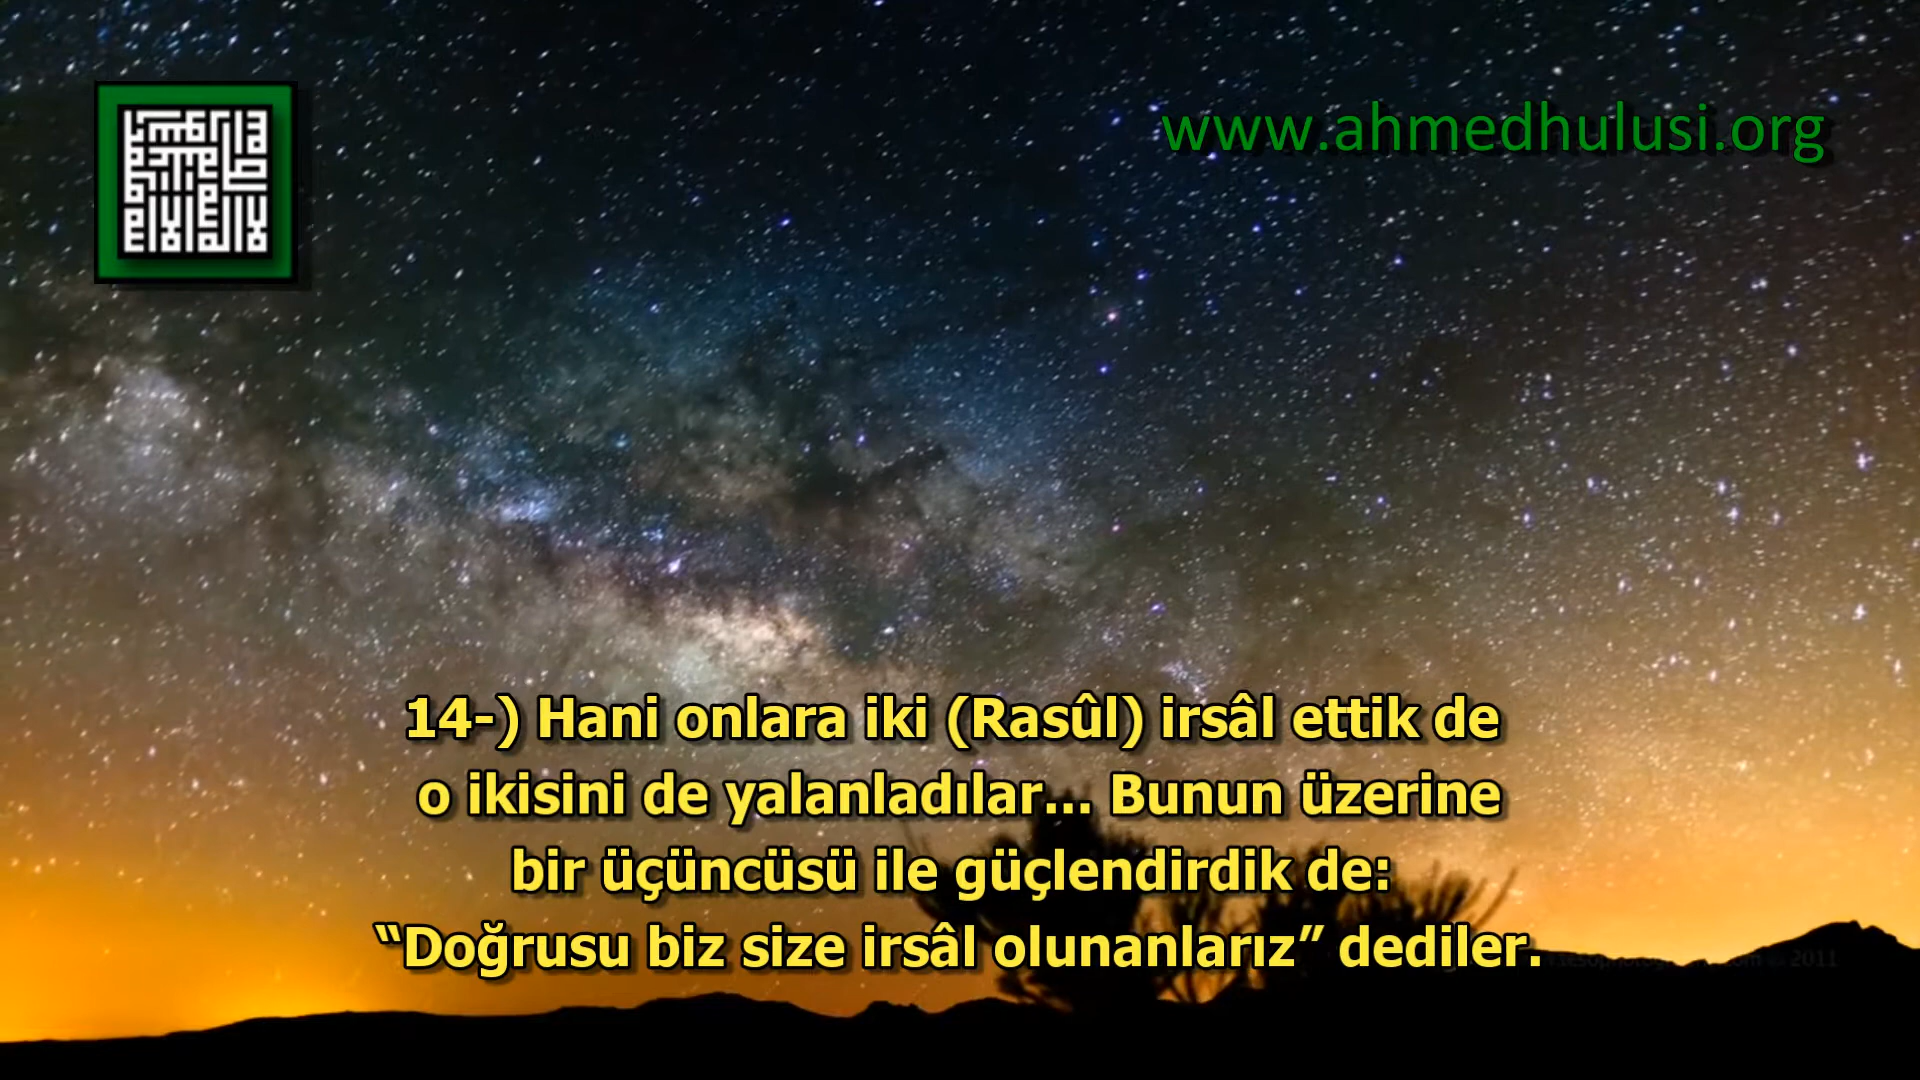 www.ahmedhulusi.org
14-) Hani onlara iki (Rasûl) irsâl ettik de
o ikisini de yalanladılar... Bunun üzerine
bir üçüncüsü ile güçlendirdik de:
“Doğrusu biz size irsâl olunanlarız” dediler.
2011